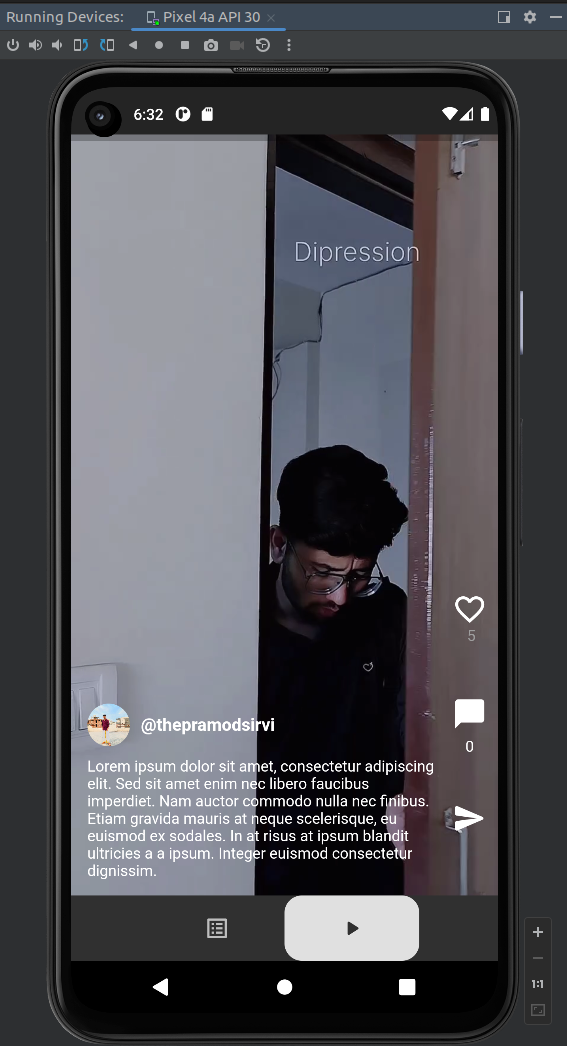 Running Devices: Pixel 4a API 30
6:32
Dipression
5
@thepramodsirvi
0
Lorem ipsum dolor sit amet, consectetur adipiscing
elit. Sed sit amet enim nec libero faucibus
imperdiet. Nam auctor commodo nulla nec finibus.
Etiam gravida mauris at neque scelerisque, eu
euismod ex sodales. In at risus at ipsum blandit
ultricies a a ipsum. Integer euismod consectetur
dignissim.
1:1